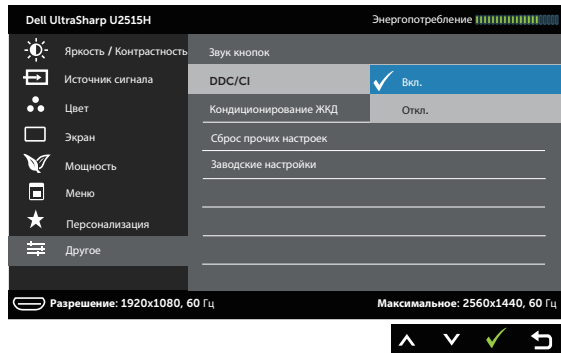 Dell UltraSharp U2515H Энергопотребление
Яркость / Контрастность Звук кнопок
Источник сигнала DDC/CI Вкл.
Цвет Кондиционирование ЖКД Откл.
Экран Сброс прочих настроек
Мощность Заводские настройки
Меню
Персонализация
Другое
Разрешение: 1920x1080, 60 Гц Максимальное: 2560x1440, 60 Гц